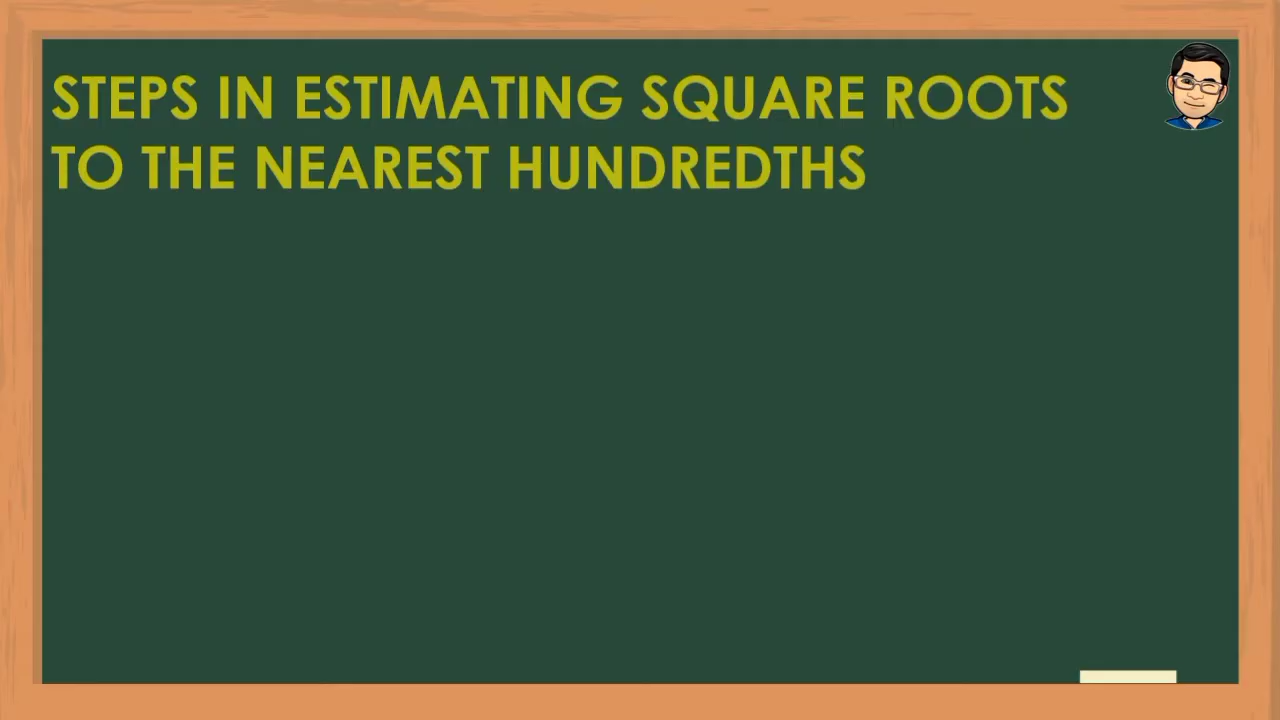 STEPS IN ESTIMATING SQUARE ROOTS
TO THE NEAREST HUNDREDTHS